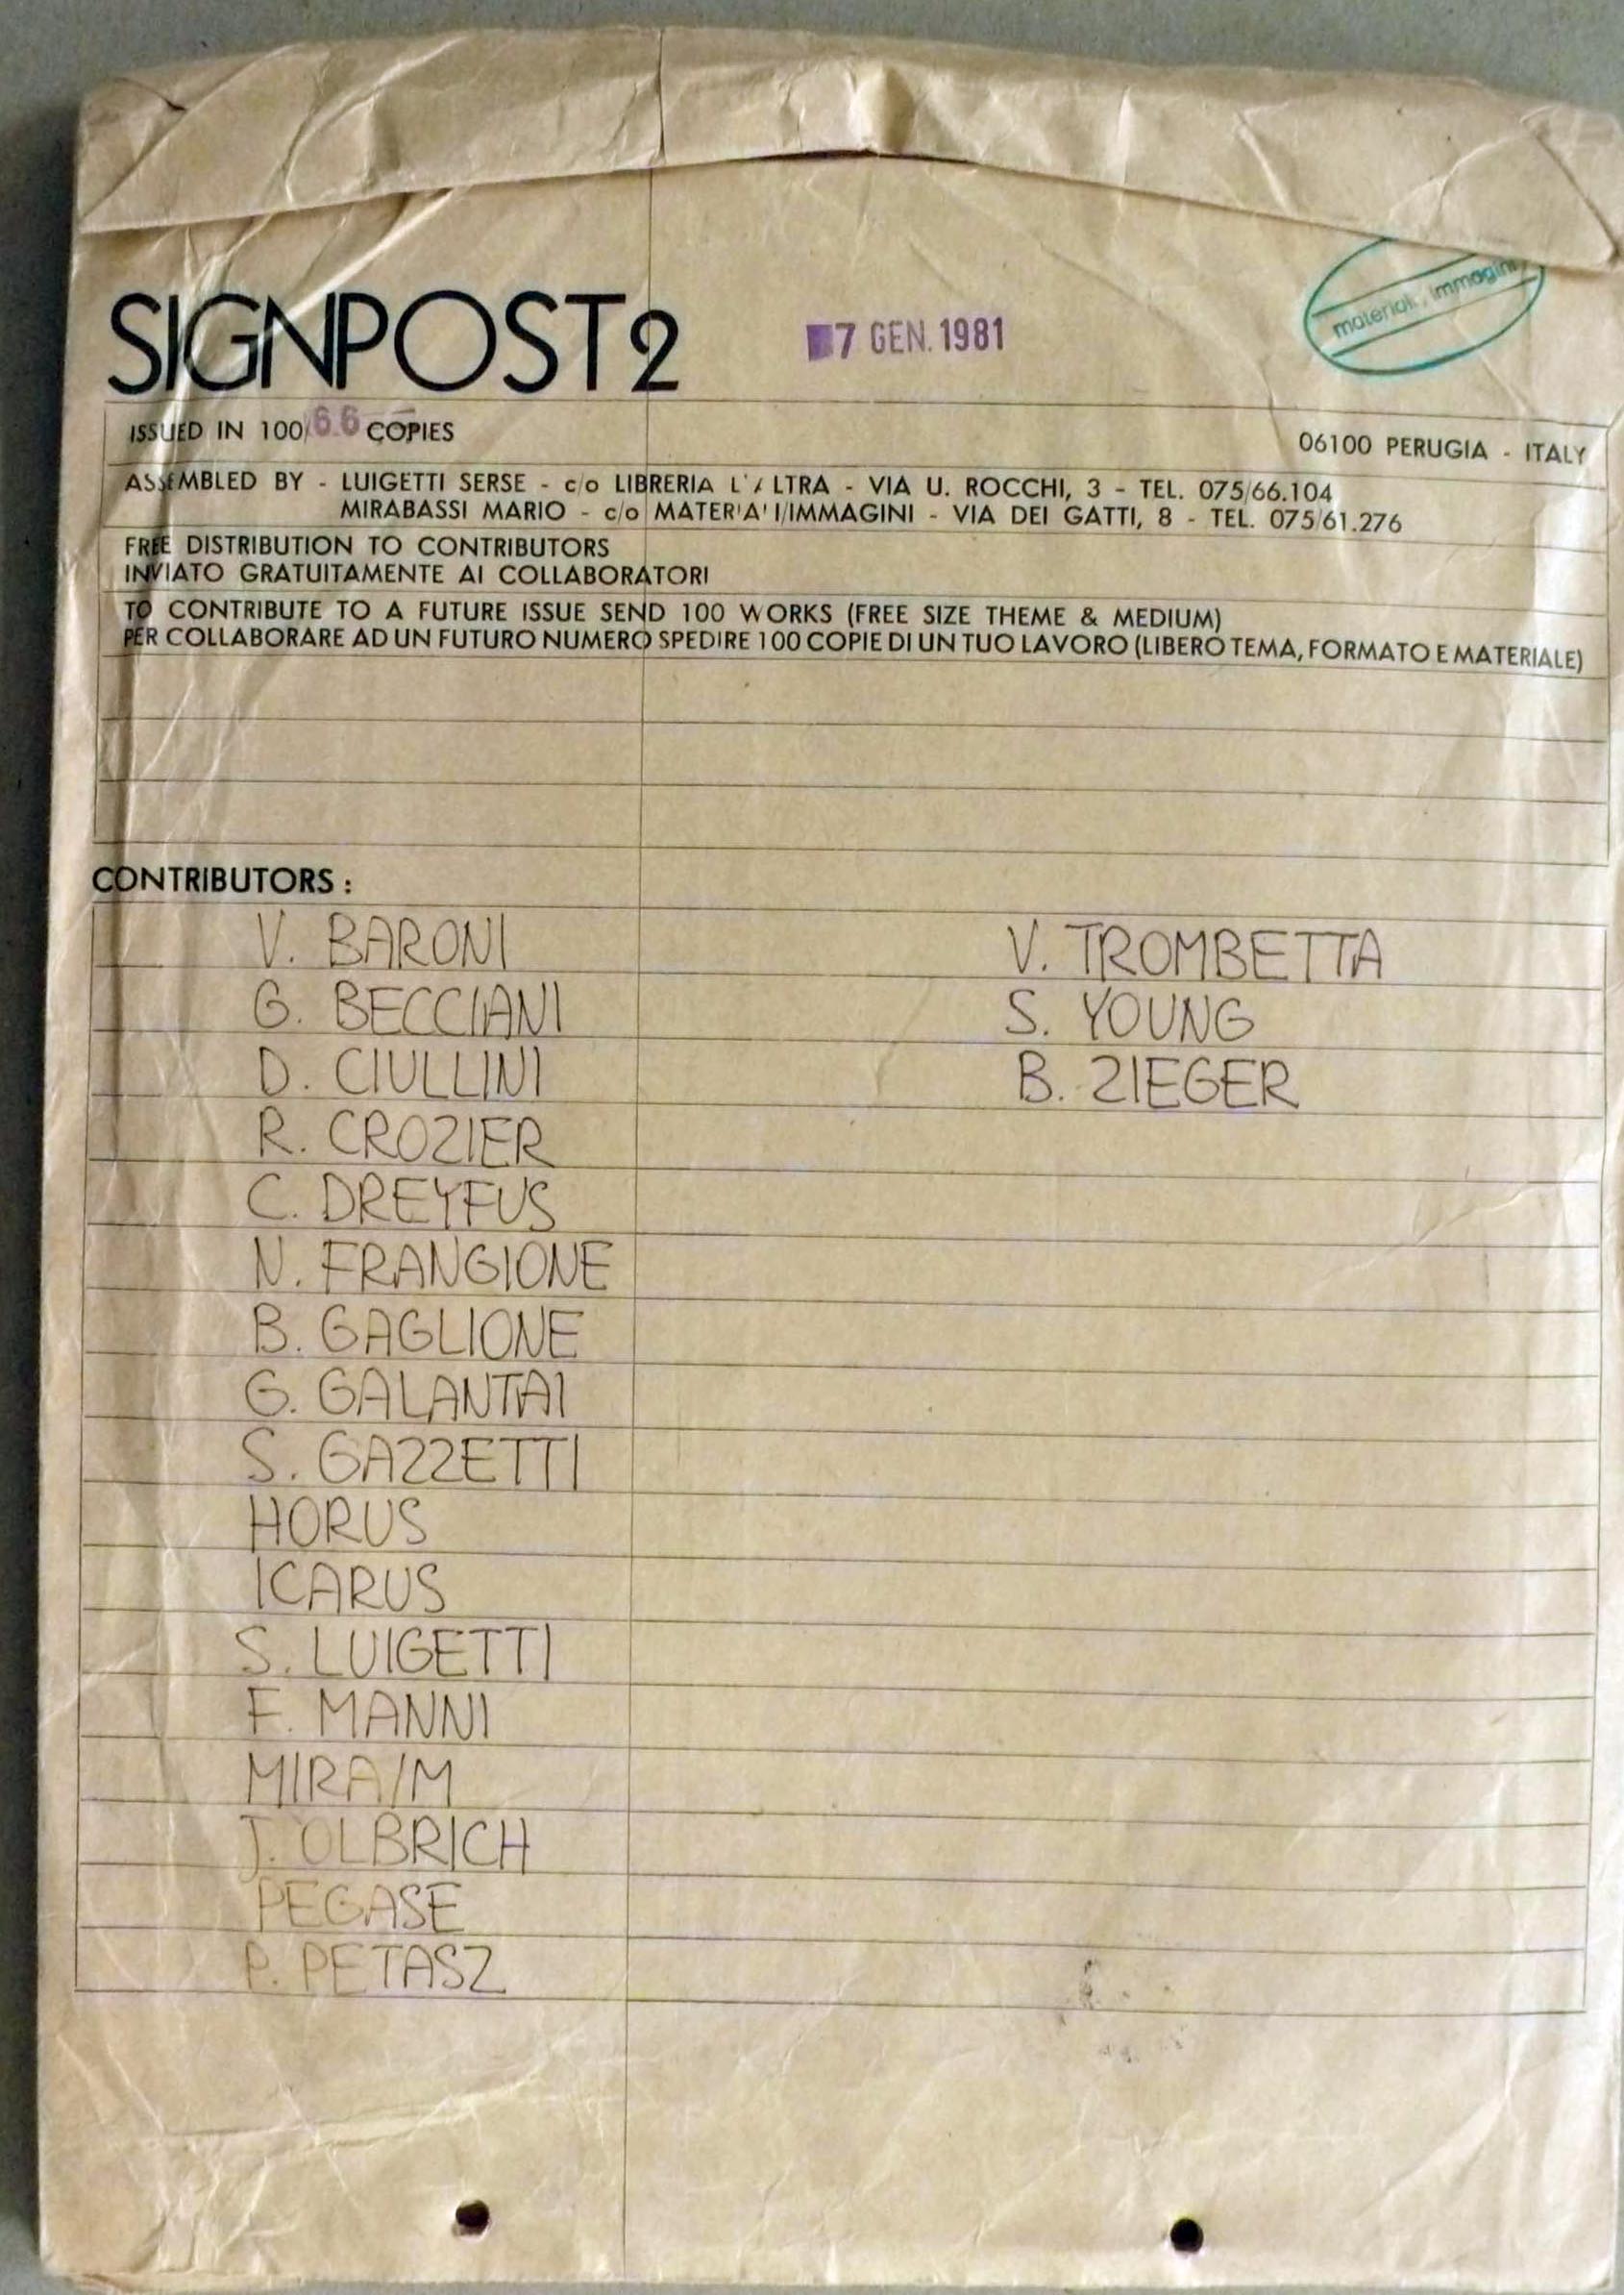 SIGNPOST 2
7 GEN. 1981
materiali, immagini
ISSUED IN 100/66 COPIES
06100 PERUGIA - ITALY
ASSEMBLED BY - LUIGETTI SERSE - c/o LIBRERIA L'ALTRA - VIA U. ROCCHI, 3 - TEL. 075/66.104
MIRABASSI MARIO - c/o MATERIALI/IMMAGINI - VIA DEI GATTI, 8 - TEL. 075/61.276
FREE DISTRIBUTION TO CONTRIBUTORS
INVIATO GRATUITAMENTE AI COLLABORATORI
TO CONTRIBUTE TO A FUTURE ISSUE SEND 100 WORKS (FREE SIZE THEME & MEDIUM)
PER COLLABORARE AD UN FUTURO NUMERO SPEDIRE 100 COPIE DI UN TUO LAVORO (LIBERO TEMA, FORMATO E MATERIALE)
CONTRIBUTORS :
V. BARONI
G. BECCIANI
D. CIULLINI
R. CROZIER
C. DREYFUS
N. FRANGIONE
B. GAGLIONE
G. GALANTAI
S. GAZZETTI
HORUS
ICARUS
S. LUIGETTI
F. MANNI
MIRA/M
J. OLBRICH
PEGASE
P. PETASZ
V. TROMBETTA
S. YOUNG
B. ZIEGER